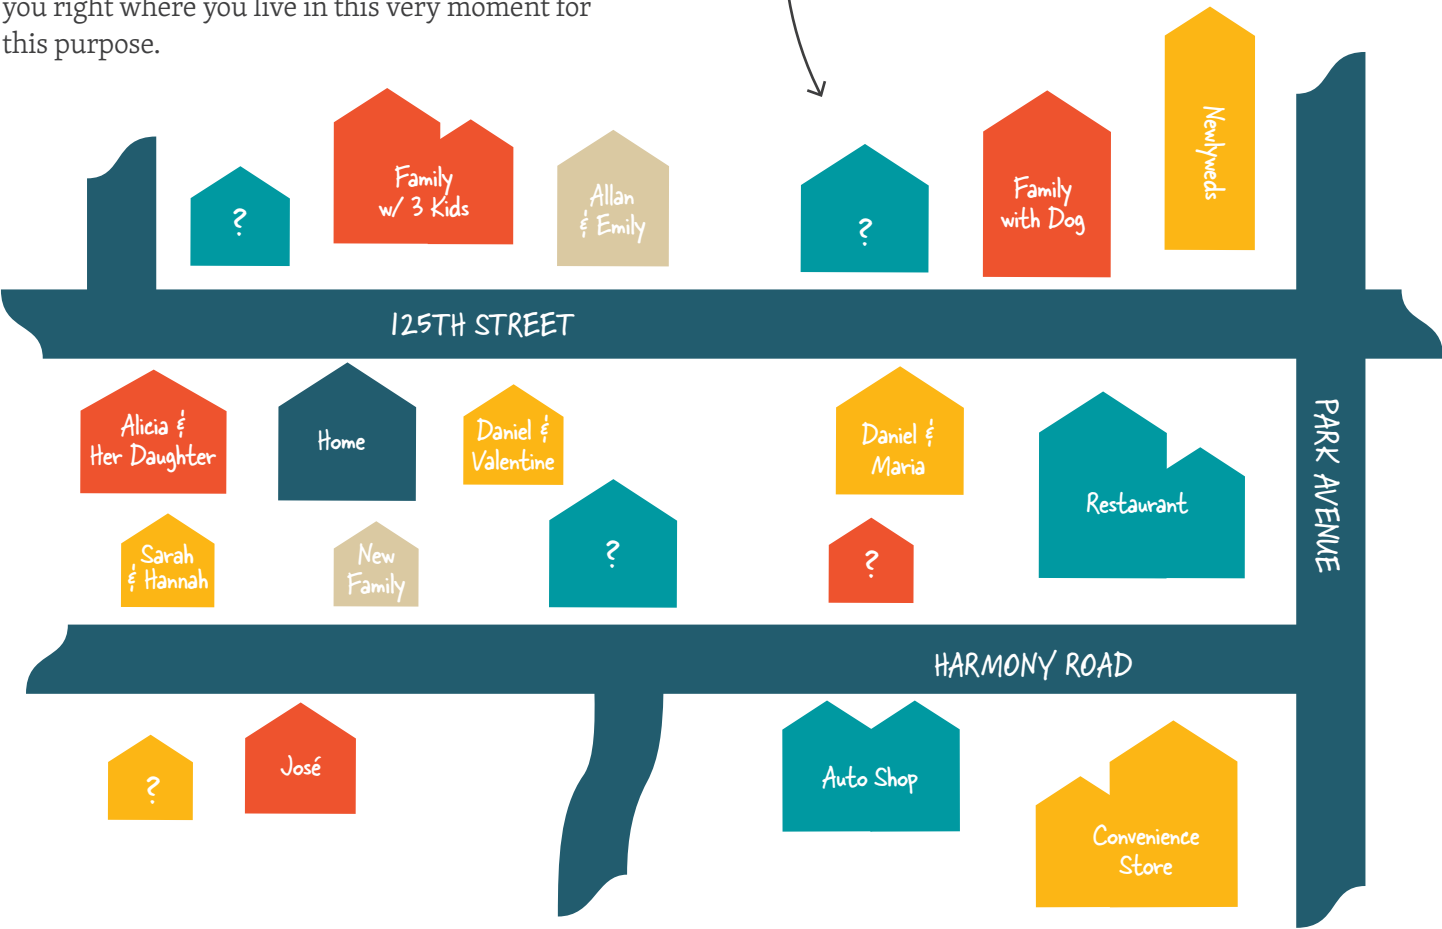 you right where you live in this very moment for
this purpose.
Newlyweds
?
Family
w/ 3 Kids
Allan
& Emily
?
Family
with Dog
125TH STREET
Alicia &
Her Daughter
Home
Daniel &
Valentine
Daniel &
Maria
Restaurant
PARK AVENUE
Sarah
& Hannah
New
Family
?
?
HARMONY ROAD
?
José
Auto Shop
Convenience
Store